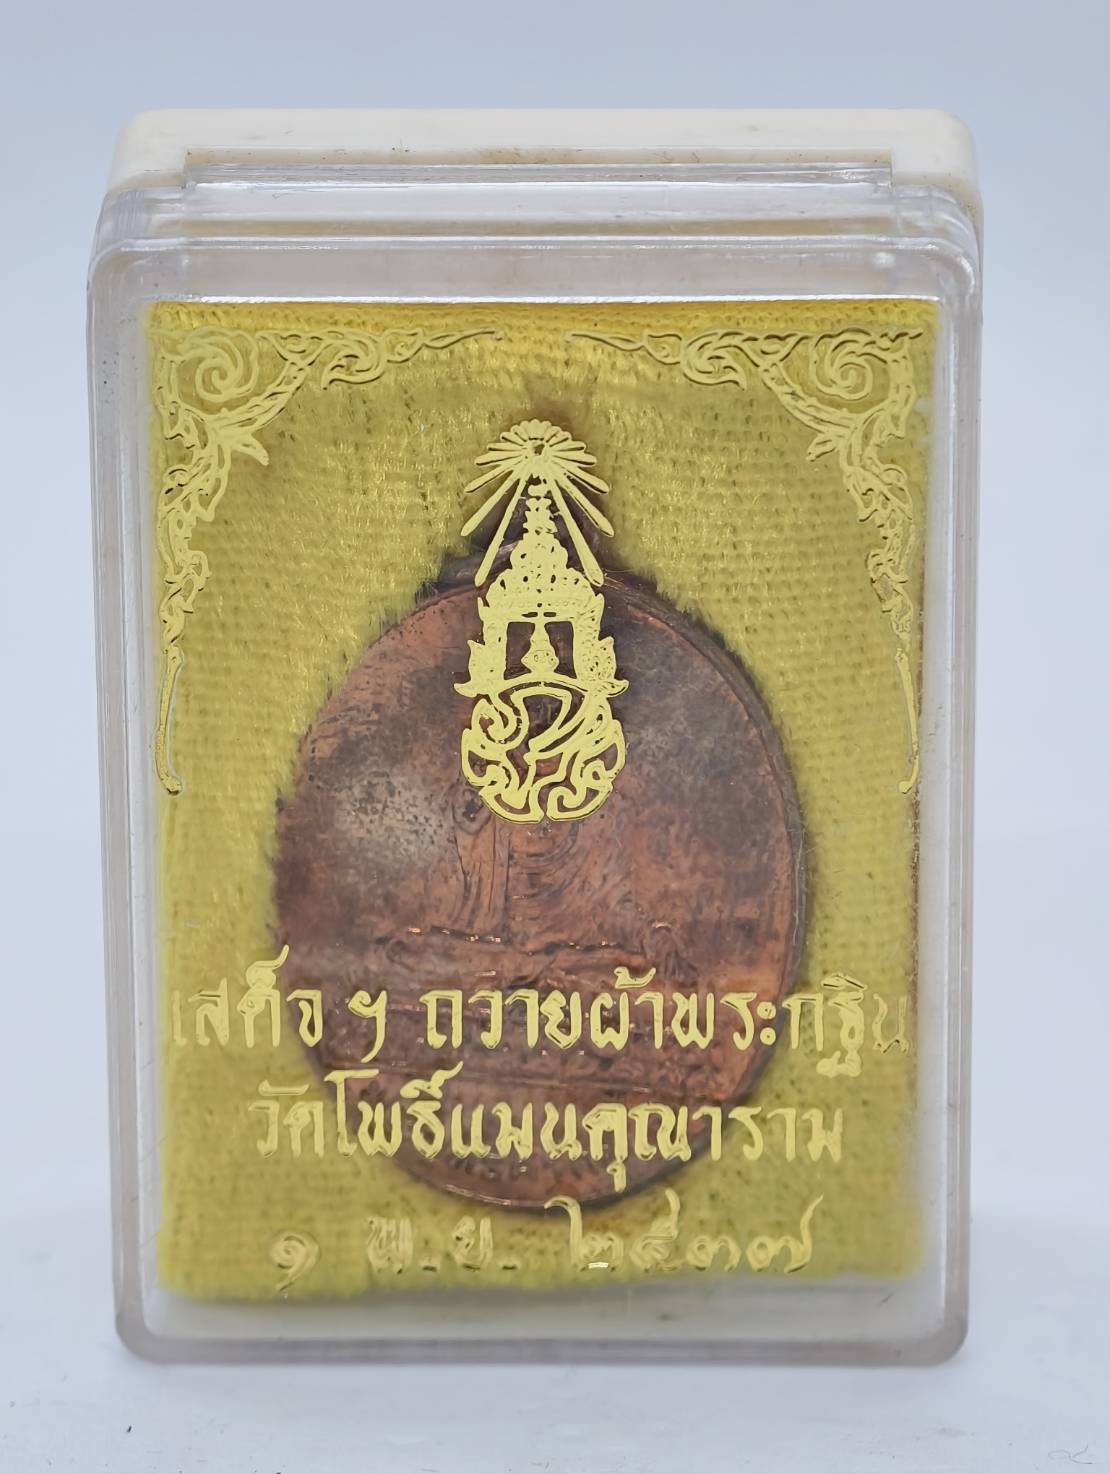 เสด็จ ฯ ถวายผ้าพระกฐิน
วัดโพธิ์แมนคุณาราม
๑ พ.ย. ๒๕๓๗